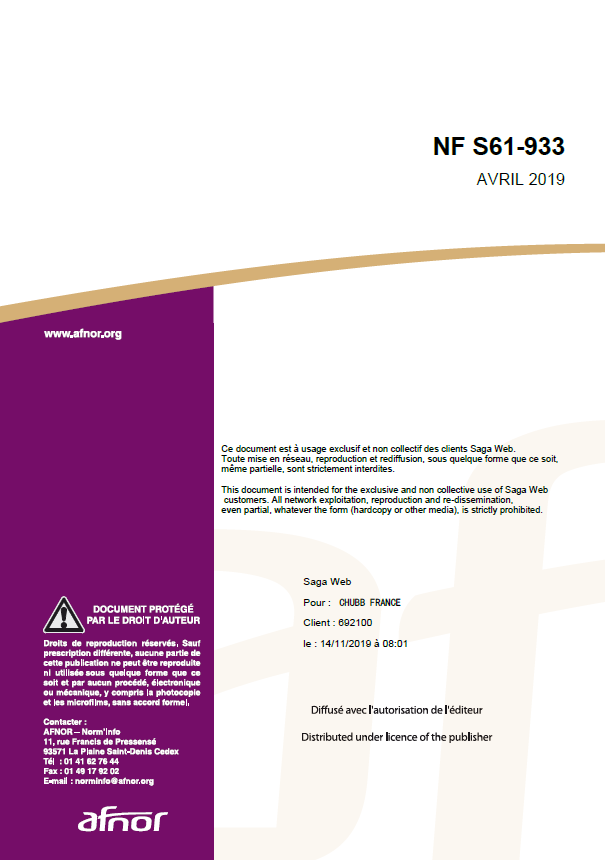 NF S61-933
AVRIL 2019
www.afnor.org
Ce document est à usage exclusif et non collectif des clients Saga Web.
Toute mise en réseau, reproduction et rediffusion, sous quelque forme que ce soit,
même partielle, sont strictement interdites.
This document is intended for the exclusive and non collective use of Saga Web
customers. All network exploitation, reproduction and re-dissemination,
even partial, whatever the form (hardcopy or other media), is strictly prohibited.
Saga Web
Pour : CHUBB FRANCE
Client : 692100
le : 14/11/2019 à 08:01
Diffusé avec l'autorisation de l'éditeur
Distributed under licence of the publisher
DOCUMENT PROTÉGÉ
PAR LE DROIT D'AUTEUR
Droits de reproduction réservés. Sauf
prescription différente, aucune partie de
cette publication ne peut être reproduite
ni utilisée sous quelque forme que ce
soit et par aucun procédé, électronique
ou mécanique, y compris la photocopie
et les microfilms, sans accord formel.
Contacter :
AFNOR – Norm'Info
11, rue Francis de Pressensé
93571 La Plaine Saint-Denis Cedex
Tél : 01 41 62 76 44
Fax : 01 49 17 92 02
E-mail : norminfo@afnor.org
afnor